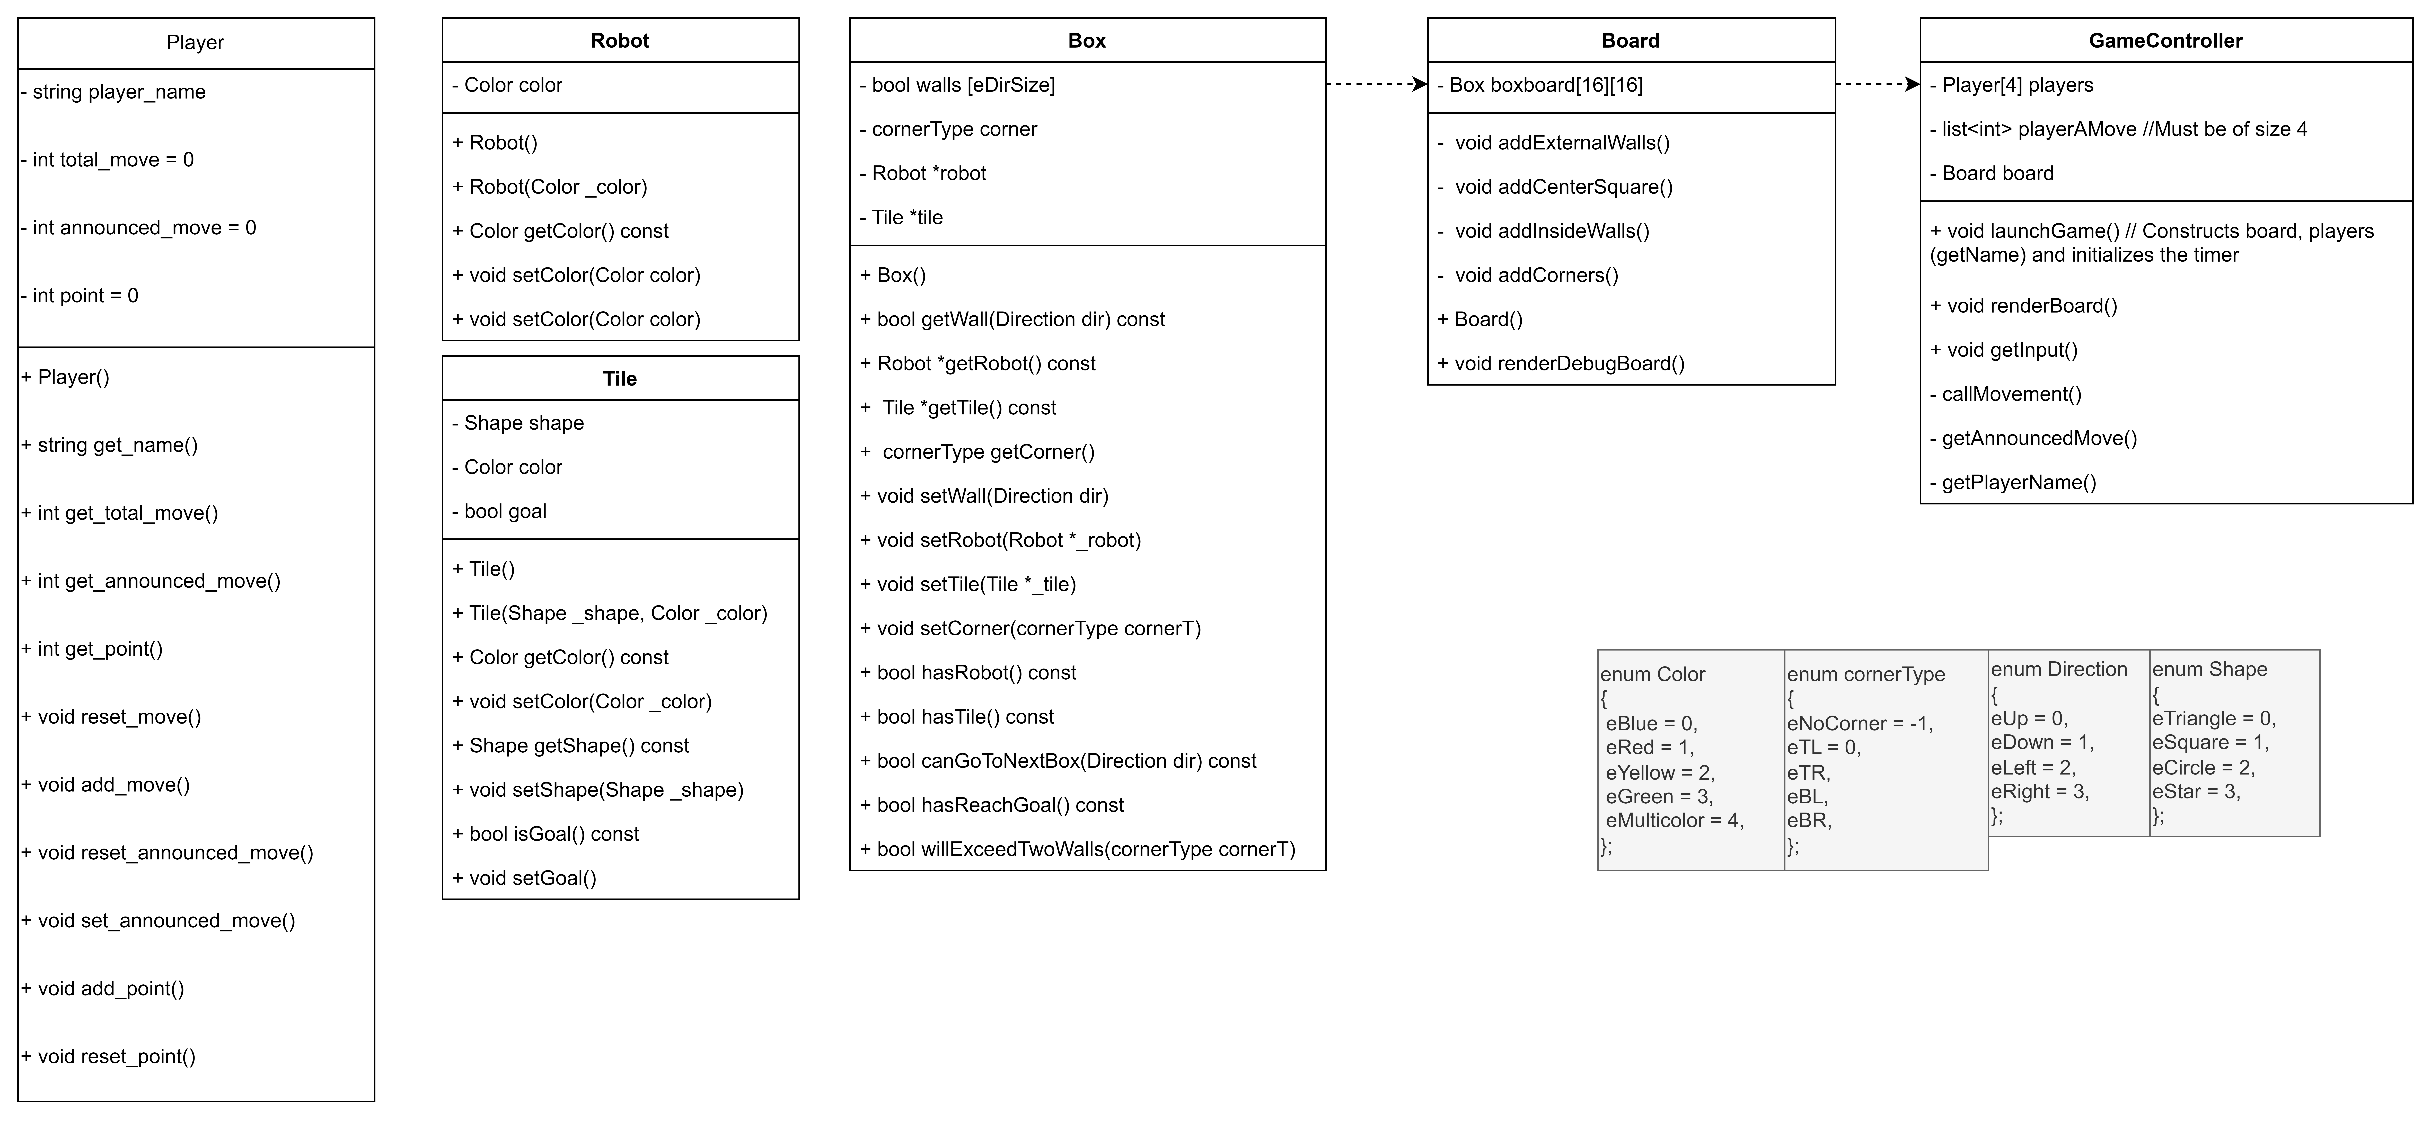 Player
- string player_name
- int total_move = 0
- int announced_move = 0
- int point = 0
+ Player()
+ string get_name()
+ int get_total_move()
+ int get_announced_move()
+ int get_point()
+ void reset_move()
+ void add_move()
+ void reset_announced_move()
+ void set_announced_move()
+ void add_point()
+ void reset_point()
Robot
- Color color
+ Robot()
+ Robot(Color _color)
+ Color getColor() const
+ void setColor(Color color)
+ void setColor(Color color)
Tile
- Shape shape
- Color color
- bool goal
+ Tile()
+ Tile(Shape _shape, Color _color)
+ Color getColor() const
+ void setColor(Color _color)
+ Shape getShape() const
+ void setShape(Shape _shape)
+ bool isGoal() const
+ void setGoal()
Box
- bool walls [eDirSize]
- cornerType corner
- Robot *robot
- Tile *tile
+ Box()
+ bool getWall(Direction dir) const
+ Robot *getRobot() const
+  Tile *getTile() const
+  cornerType getCorner()
+ void setWall(Direction dir)
+ void setRobot(Robot *_robot)
+ void setTile(Tile *_tile)
+ void setCorner(cornerType cornerT)
+ bool hasRobot() const
+ bool hasTile() const
+ bool canGoToNextBox(Direction dir) const
+ bool hasReachGoal() const
+ bool willExceedTwoWalls(cornerType cornerT)
Board
- Box boxboard[16][16]
-  void addExternalWalls()
-  void addCenterSquare()
-  void addInsideWalls()
-  void addCorners()
+ Board()
+ void renderDebugBoard()
GameController
- Player[4] players
- list<int> playerAMove //Must be of size 4
- Board board
+ void launchGame() // Constructs board, players
(getName) and initializes the timer
+ void renderBoard()
+ void getInput()
- callMovement()
- getAnnouncedMove()
- getPlayerName()
enum Color
{
eBlue = 0,
eRed = 1,
eYellow = 2,
eGreen = 3,
eMulticolor = 4,
};
enum cornerType
{
eNoCorner = -1,
eTL = 0,
eTR,
eBL,
eBR,
};
enum Direction
{
eUp = 0,
eDown = 1,
eLeft = 2,
eRight = 3,
};
enum Shape
{
eTriangle = 0,
eSquare = 1,
eCircle = 2,
eStar = 3,
};